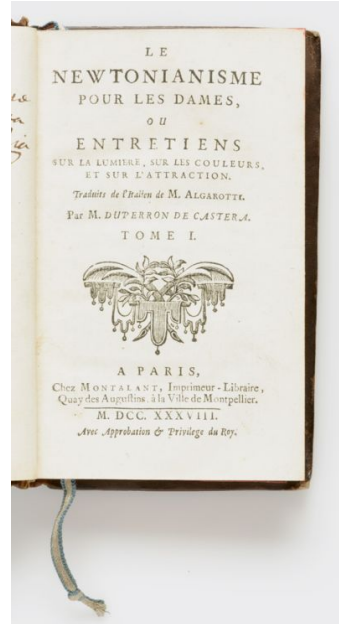 LE
NEWTONIANISME
POUR LES DAMES,
OU
ENTRETIENS
SUR LA LUMIERE, SUR LES COULEURS,
ET SUR L'ATTRACTION.
Traduits de l'Italien de M. ALGAROTTI.
Par M. DUPERRON DE CASTERA.
TOME I.
A PARIS,
Chez MONTALANT, Imprimeur-Libraire,
Quay des Augustins, à la Ville de Montpellier.
M. DCC. XXXVIII.
Avec Approbation & Privilege du Roy.